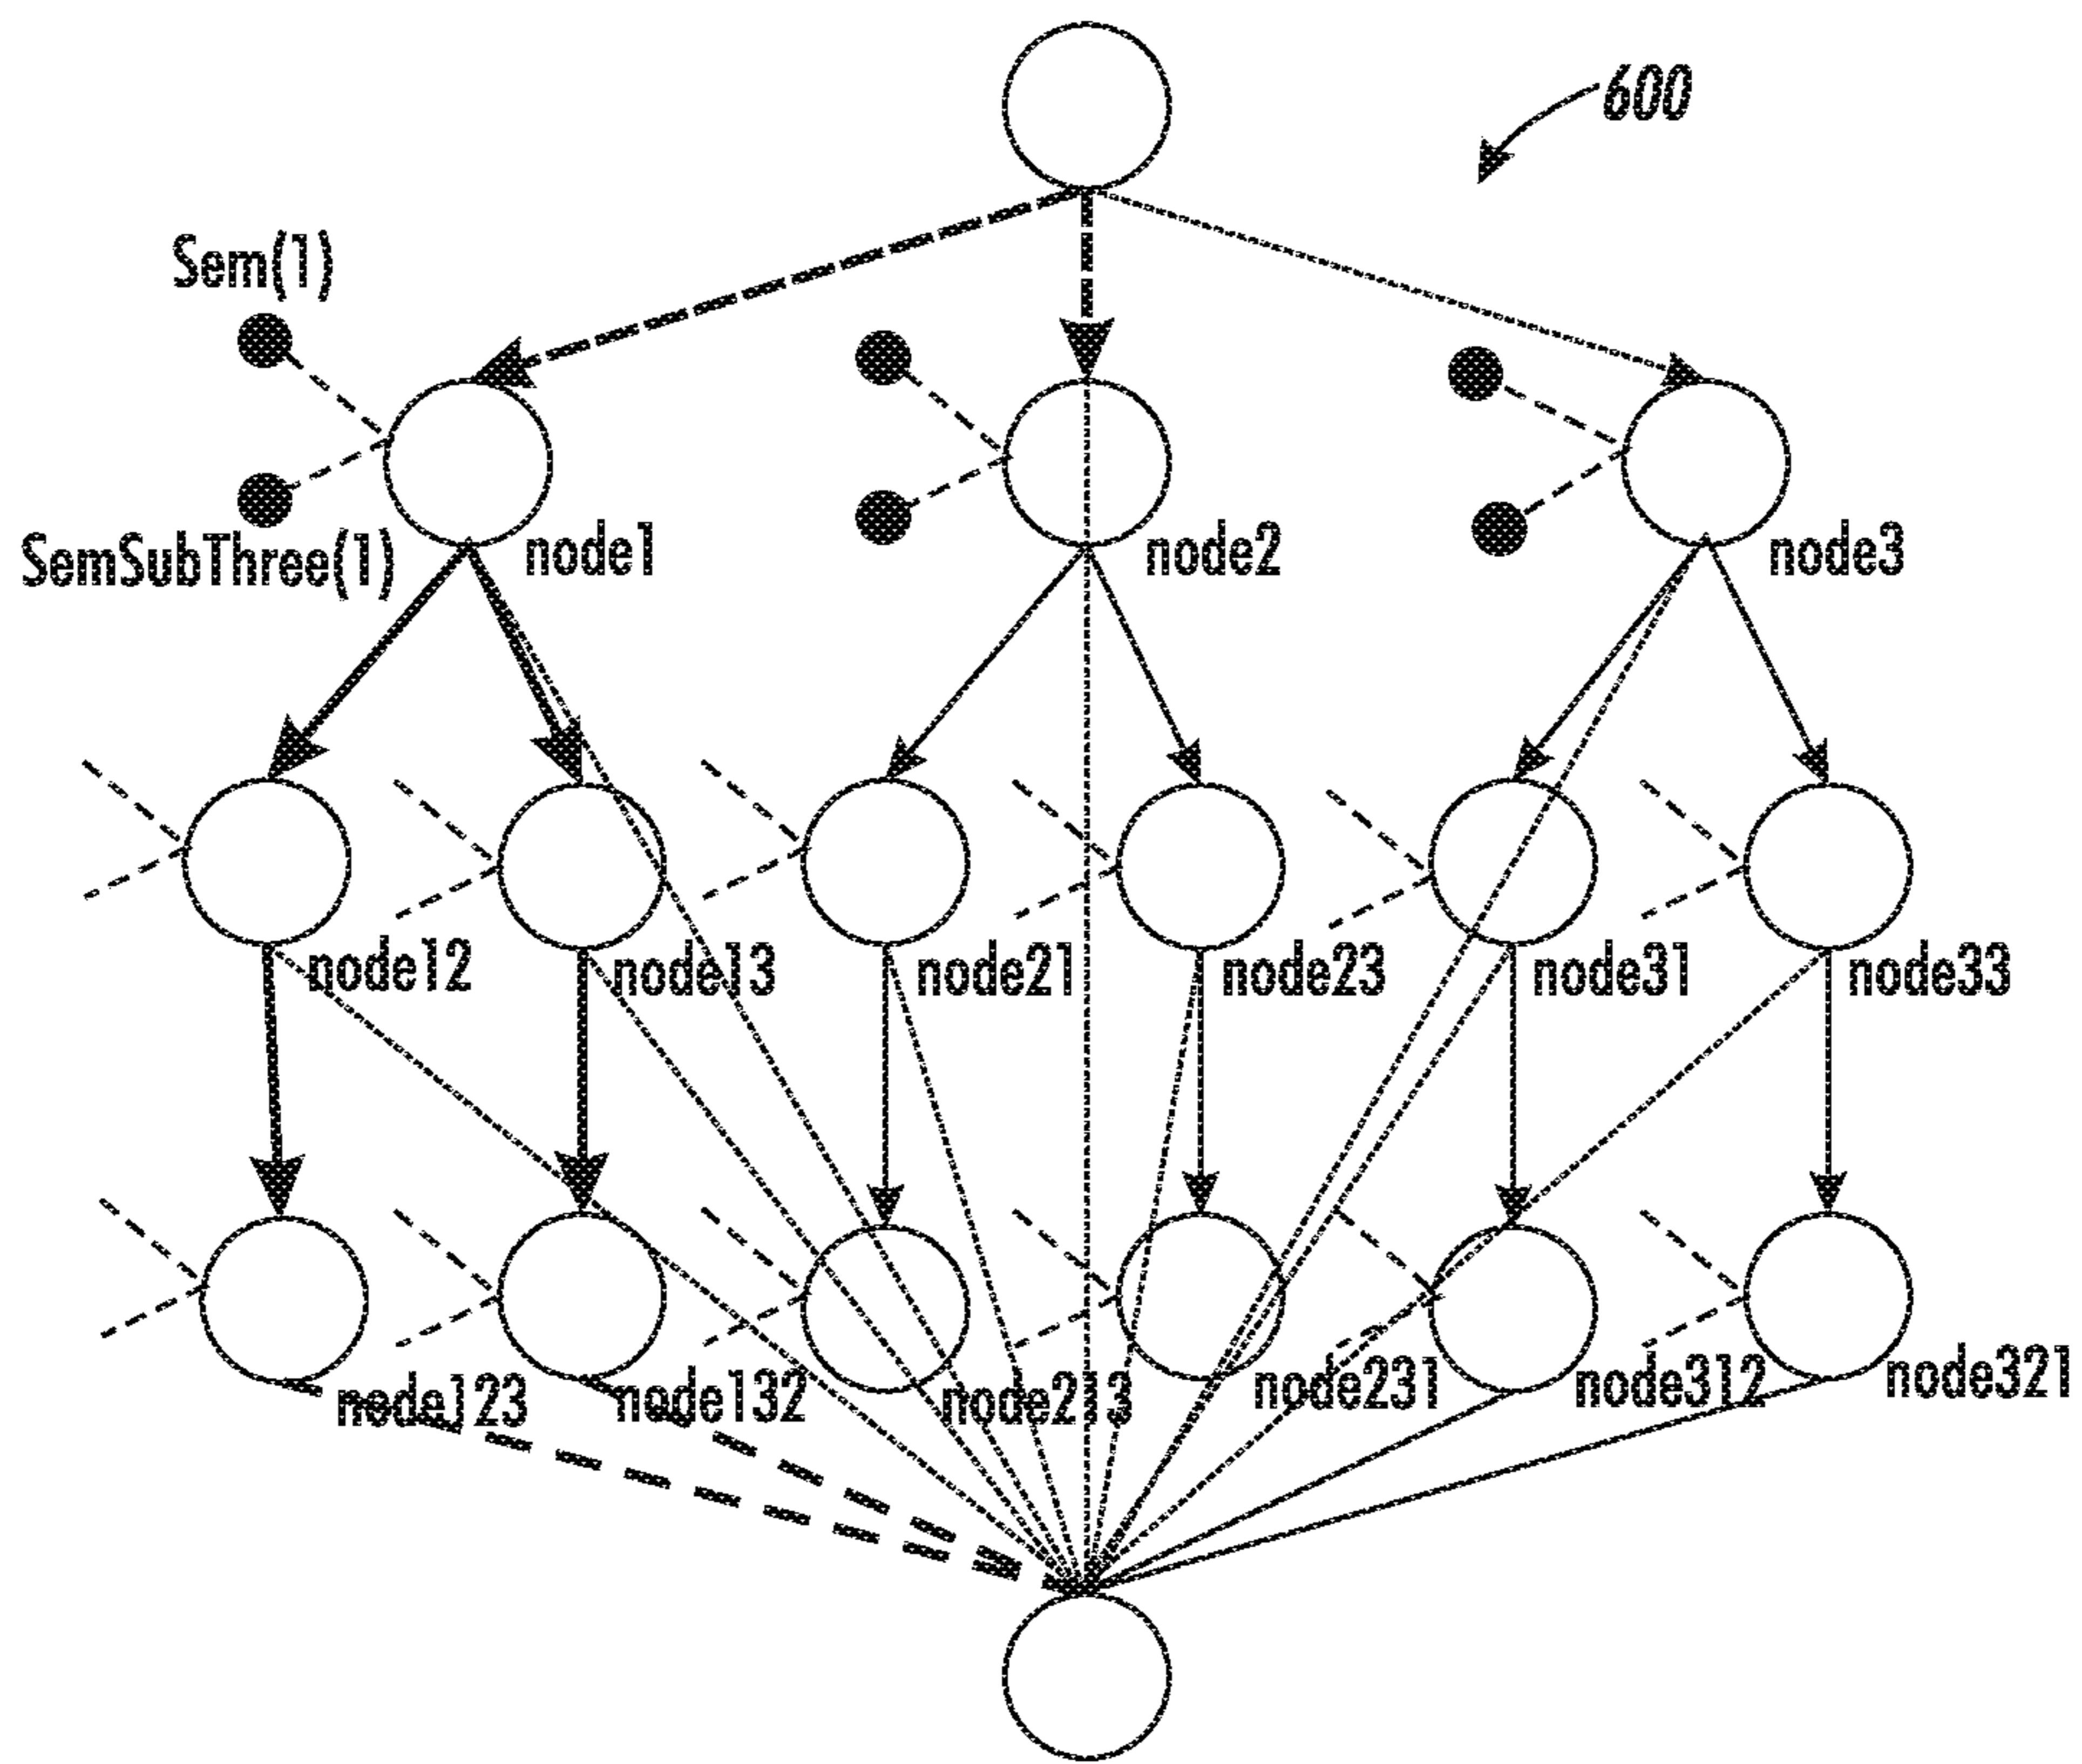 600
Sem(1)
SemSubThree(1)
node1
node2
node3
node12
node13
node21
node23
node31
node33
node123
node132
node213
node231
node312
node321